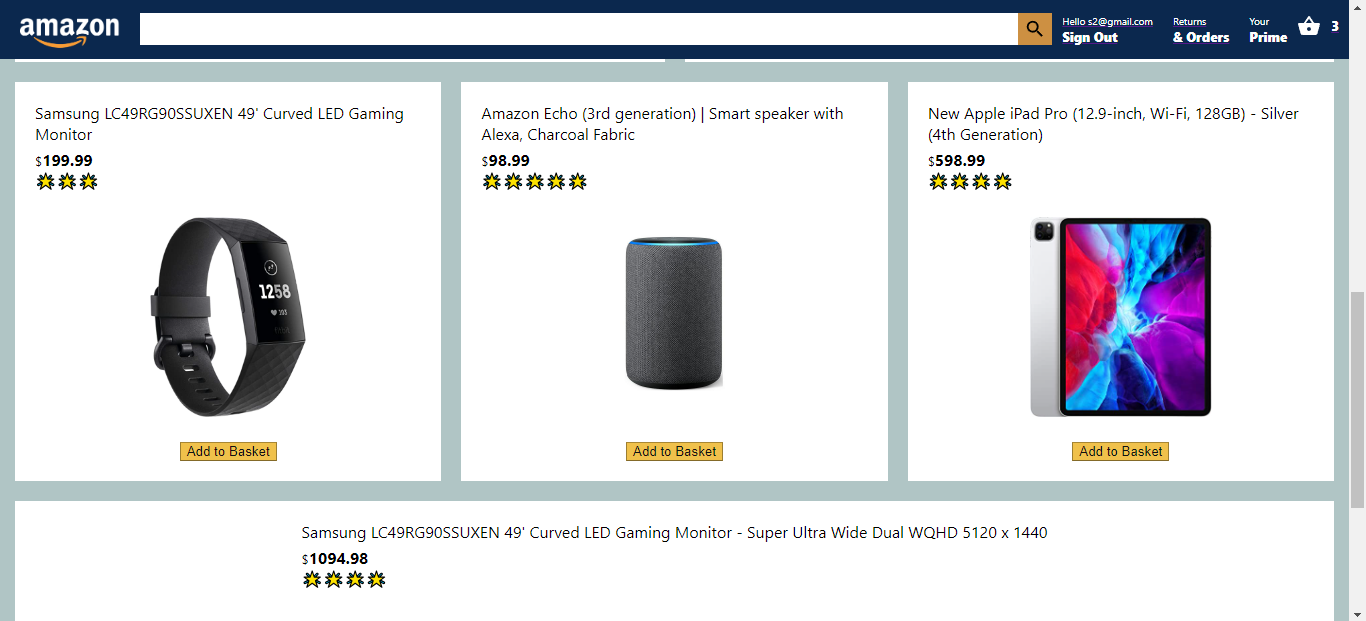 amazon
Hello s2@gmail.com
Sign Out
Returns
& Orders
Your
Prime
3
Samsung LC49RG90SSUXEN 49' Curved LED Gaming
Monitor
$199.99
1258
103
Add to Basket
Amazon Echo (3rd generation) | Smart speaker with
Alexa, Charcoal Fabric
$98.99
Add to Basket
New Apple iPad Pro (12.9-inch, Wi-Fi, 128GB) - Silver
(4th Generation)
$598.99
Add to Basket
Samsung LC49RG90SSUXEN 49' Curved LED Gaming Monitor - Super Ultra Wide Dual WQHD 5120 x 1440
$1094.98